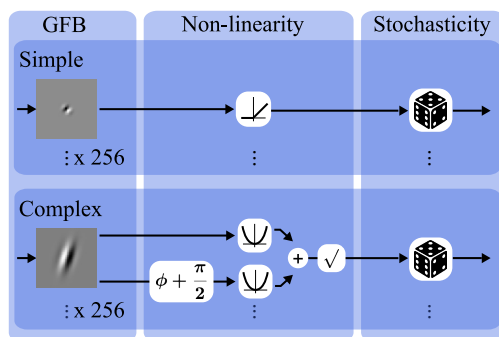 GFB Non-linearity Stochasticity
Simple
⋮ x 256 ⋮ ⋮
Complex
ϕ + π/2
+ √
⋮ x 256 ⋮ ⋮